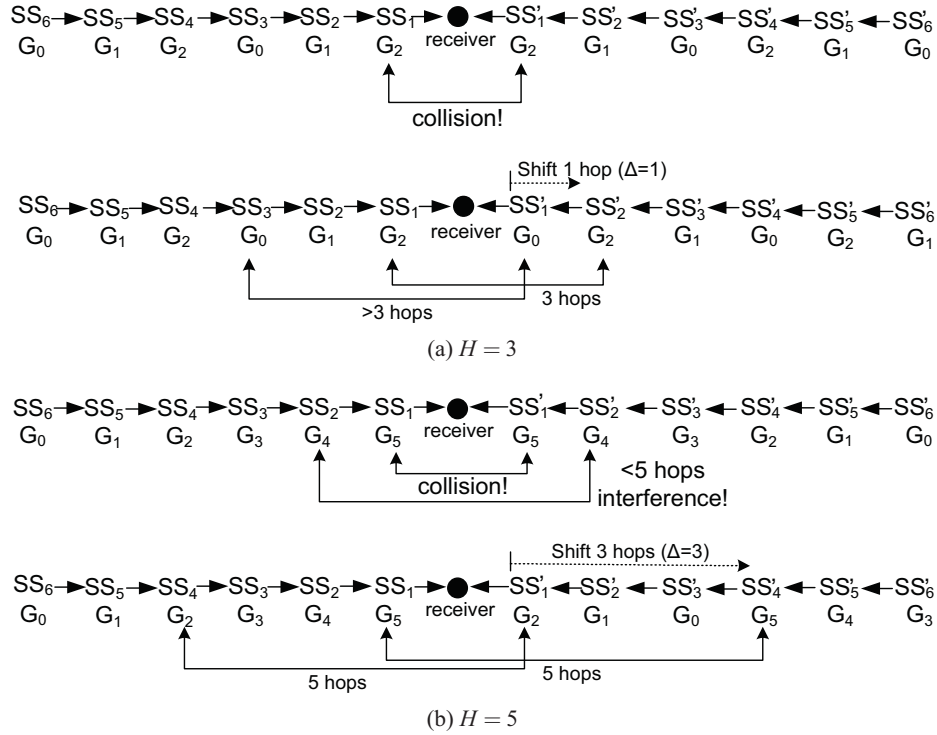 SS₆ SS₅ SS₄ SS₃ SS₂ SS₁ SS’₁ SS’₂ SS’₃ SS’₄ SS’₅ SS’₆
receiver
G₀ G₁ G₂ G₀ G₁ G₂ G₂ G₁ G₀ G₂ G₁ G₀
collision!
Shift 1 hop (Δ=1)
SS₆ SS₅ SS₄ SS₃ SS₂ SS₁ SS’₁ SS’₂ SS’₃ SS’₄ SS’₅ SS’₆
receiver
G₀ G₁ G₂ G₀ G₁ G₂ G₀ G₂ G₁ G₀ G₂ G₁
3 hops
>3 hops
(a) H = 3
SS₆ SS₅ SS₄ SS₃ SS₂ SS₁ SS’₁ SS’₂ SS’₃ SS’₄ SS’₅ SS’₆
receiver
G₀ G₁ G₂ G₃ G₄ G₅ G₅ G₄ G₃ G₂ G₁ G₀
<5 hops
collision!
interference!
Shift 3 hops (Δ=3)
SS₆ SS₅ SS₄ SS₃ SS₂ SS₁ SS’₁ SS’₂ SS’₃ SS’₄ SS’₅ SS’₆
receiver
G₀ G₁ G₂ G₃ G₄ G₅ G₂ G₁ G₀ G₅ G₄ G₃
5 hops 5 hops
(b) H = 5